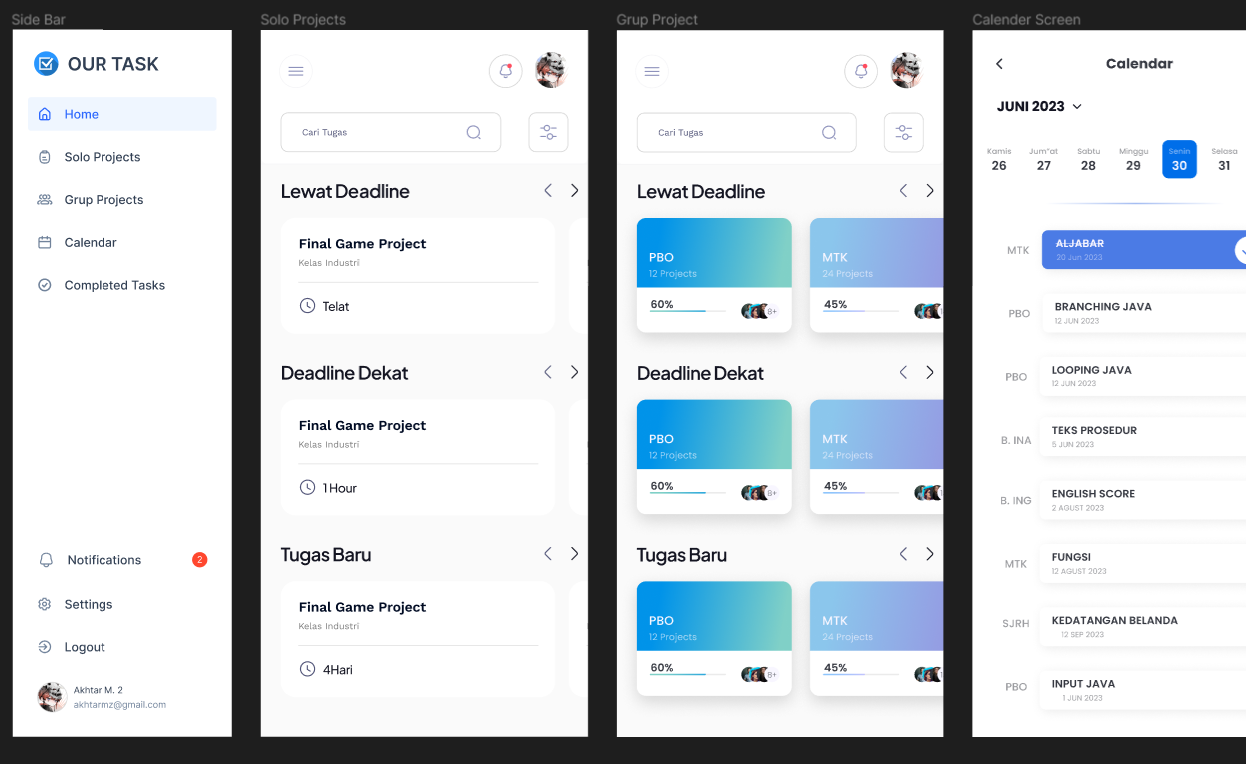 Side Bar
OUR TASK
Home
Solo Projects
Grup Projects
Calendar
Completed Tasks
Notifications
2
Settings
Logout
Akhtar M. 2
akhtarmz@gmail.com
Solo Projects
Cari Tugas
Lewat Deadline
Final Game Project
Kelas Industri
Telat
Deadline Dekat
Final Game Project
Kelas Industri
1 Hour
Tugas Baru
Final Game Project
Kelas Industri
4Hari
Grup Project
Cari Tugas
Lewat Deadline
PBO
12 Projects
60%
8+
MTK
24 Projects
45%
Deadline Dekat
PBO
12 Projects
60%
8+
MTK
24 Projects
45%
Tugas Baru
PBO
12 Projects
60%
8+
MTK
24 Projects
45%
Calender Screen
Calendar
JUNI 2023
Kamis Jum"at Sabtu Minggu Senin Selasa
26 27 28 29 30 31
MTK
ALJABAR
20 Jun 2023
PBO
BRANCHING JAVA
12 JUN 2023
PBO
LOOPING JAVA
12 JUN 2023
B. INA
TEKS PROSEDUR
5 JUN 2023
B. ING
ENGLISH SCORE
2 AGUST 2023
MTK
FUNGSI
12 AGUST 2023
SJRH
KEDATANGAN BELANDA
12 SEP 2023
PBO
INPUT JAVA
1 JUN 2023